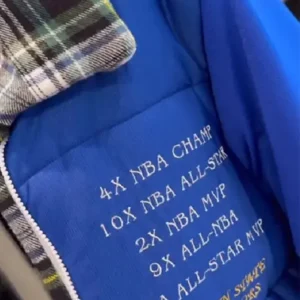 4X NBA CHAMP
10X NBA ALL-STAR
2X NBA MVP
9X ALL-NBA
ALL-STAR MVP